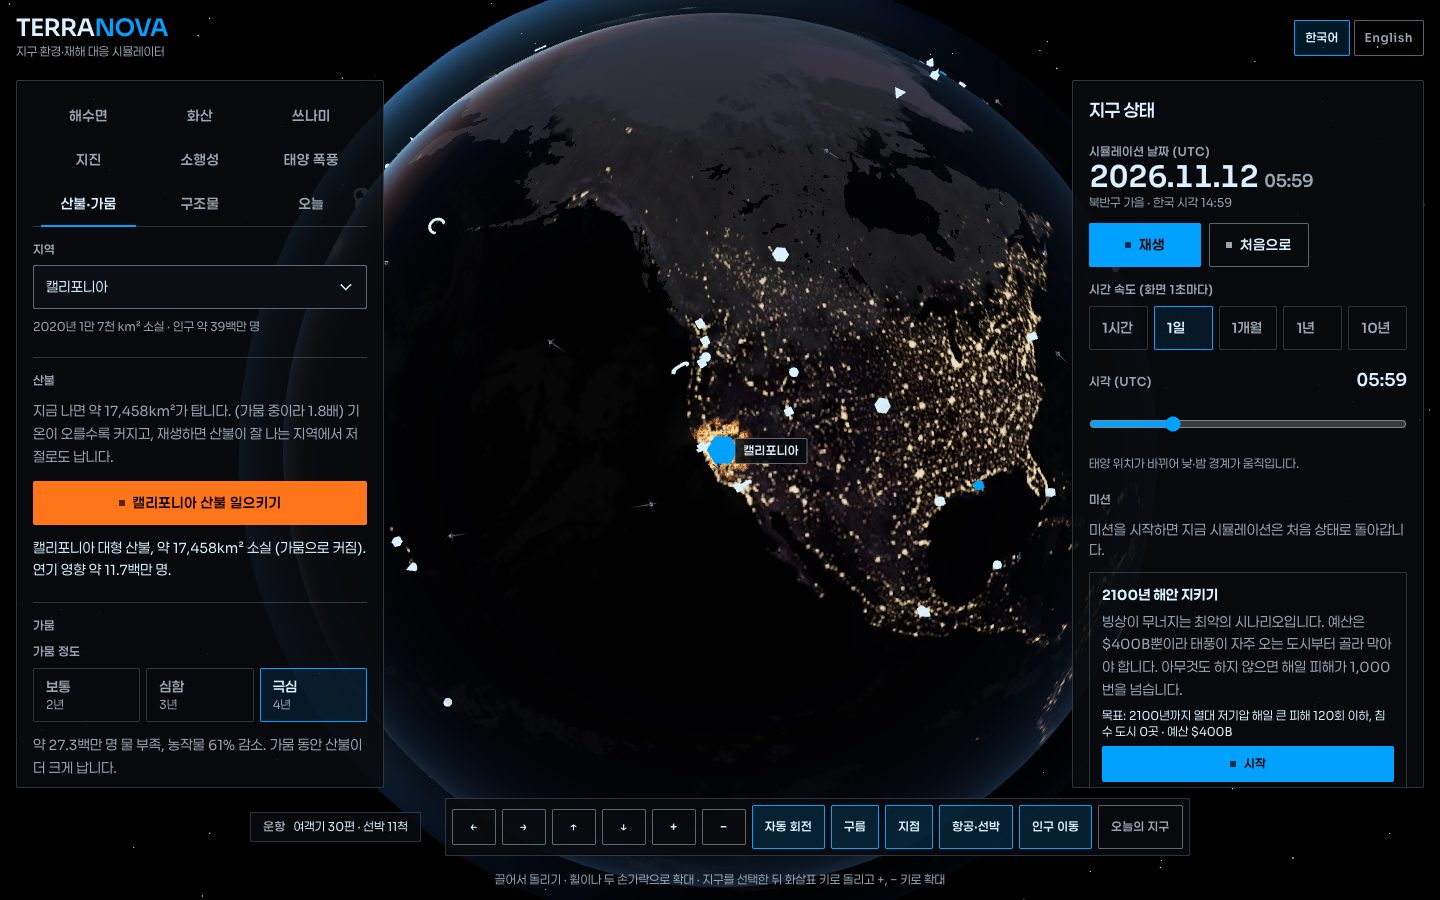 TERRANOVA
지구 환경·재해 대응 시뮬레이터
한국어
English
해수면
화산
쓰나미
지진
소행성
태양 폭풍
산불·가뭄
구조물
오늘
지역
캘리포니아
2020년 1만 7천 km² 소실 · 인구 약 39백만 명
산불
지금 나면 약 17,458km²가 탑니다. (가뭄 중이라 1.8배) 기
온이 오를수록 커지고, 재생하면 산불이 잘 나는 지역에서 저
절로도 납니다.
캘리포니아 산불 일으키기
캘리포니아 대형 산불, 약 17,458km² 소실 (가뭄으로 커짐).
연기 영향 약 11.7백만 명.
가뭄
가뭄 정도
보통
2년
심함
3년
극심
4년
약 27.3백만 명 물 부족, 농작물 61% 감소. 가뭄 동안 산불이
더 크게 납니다.
캘리포니아
지구 상태
시뮬레이션 날짜 (UTC)
2026.11.12 05:59
북반구 가을 · 한국 시각 14:59
재생
처음으로
시간 속도 (화면 1초마다)
1시간
1일
1개월
1년
10년
시각 (UTC)
05:59
태양 위치가 바뀌어 낮·밤 경계가 움직입니다.
미션
미션을 시작하면 지금 시뮬레이션은 처음 상태로 돌아갑니
다.
2100년 해안 지키기
빙상이 무너지는 최악의 시나리오입니다. 예산은
$400B뿐이라 태풍이 자주 오는 도시부터 골라 막아
야 합니다. 아무것도 하지 않으면 해일 피해가 1,000
번을 넘습니다.
목표: 2100년까지 열대 저기압 해일 큰 피해 120회 이하, 침
수 도시 0곳 · 예산 $400B
시작
운항 여객기 30편 · 선박 11척
← → ↑ ↓ + −
자동 회전
구름
지점
항공·선박
인구 이동
오늘의 지구
끌어서 돌리기 · 휠이나 두 손가락으로 확대 · 지구를 선택한 뒤 화살표 키로 돌리고 +, − 키로 확대